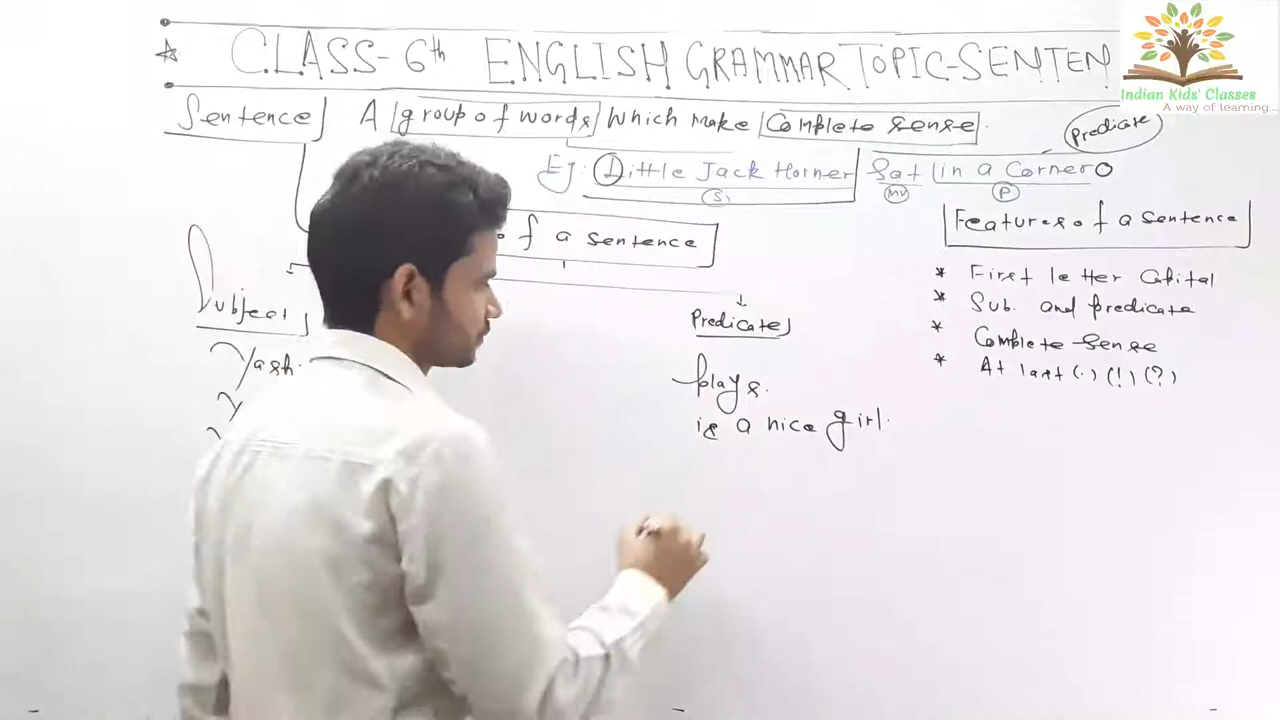 ☆ CLASS-6th ENGLISH GRAMMAR TOPIC-SENTEN
Indian Kids' Classes
A way of learning....
Sentence A group of words which make Complete sense.
Predicate
Eg: Little Jack Horner Sat in a Corner
S MV P
of a sentence
Features of a sentence
* First letter Capital
* Sub. and predicate
* Complete sense
* At last (.) (!) (?)
Subject Predicate
Yash. plays.
is a nice girl.